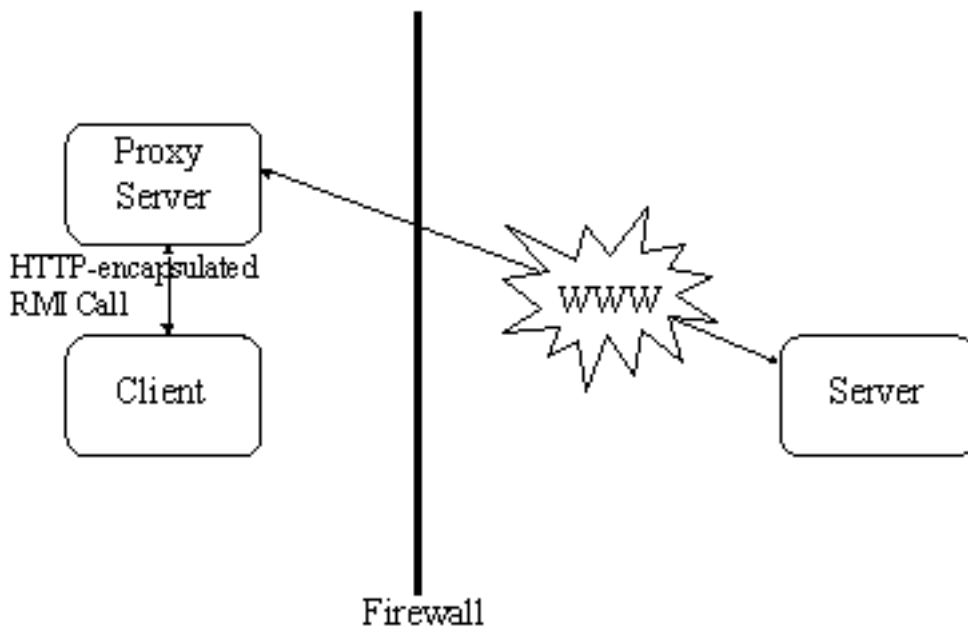 Proxy
Server
HTTP-encapsulated
RMI Call
Client
WWW
Server
Firewall